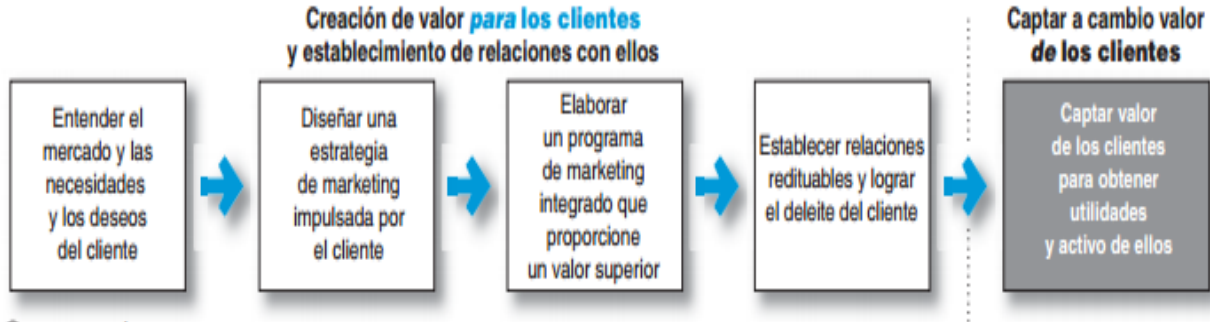 Creación de valor para los clientes
y establecimiento de relaciones con ellos
Captar a cambio valor
de los clientes
Entender el
mercado y las
necesidades
y los deseos
del cliente
Diseñar una
estrategia
de marketing
impulsada por
el cliente
Elaborar
un programa
de marketing
integrado que
proporcione
un valor superior
Establecer relaciones
redituables y lograr
el deleite del cliente
Captar valor
de los clientes
para obtener
utilidades
y activo de ellos